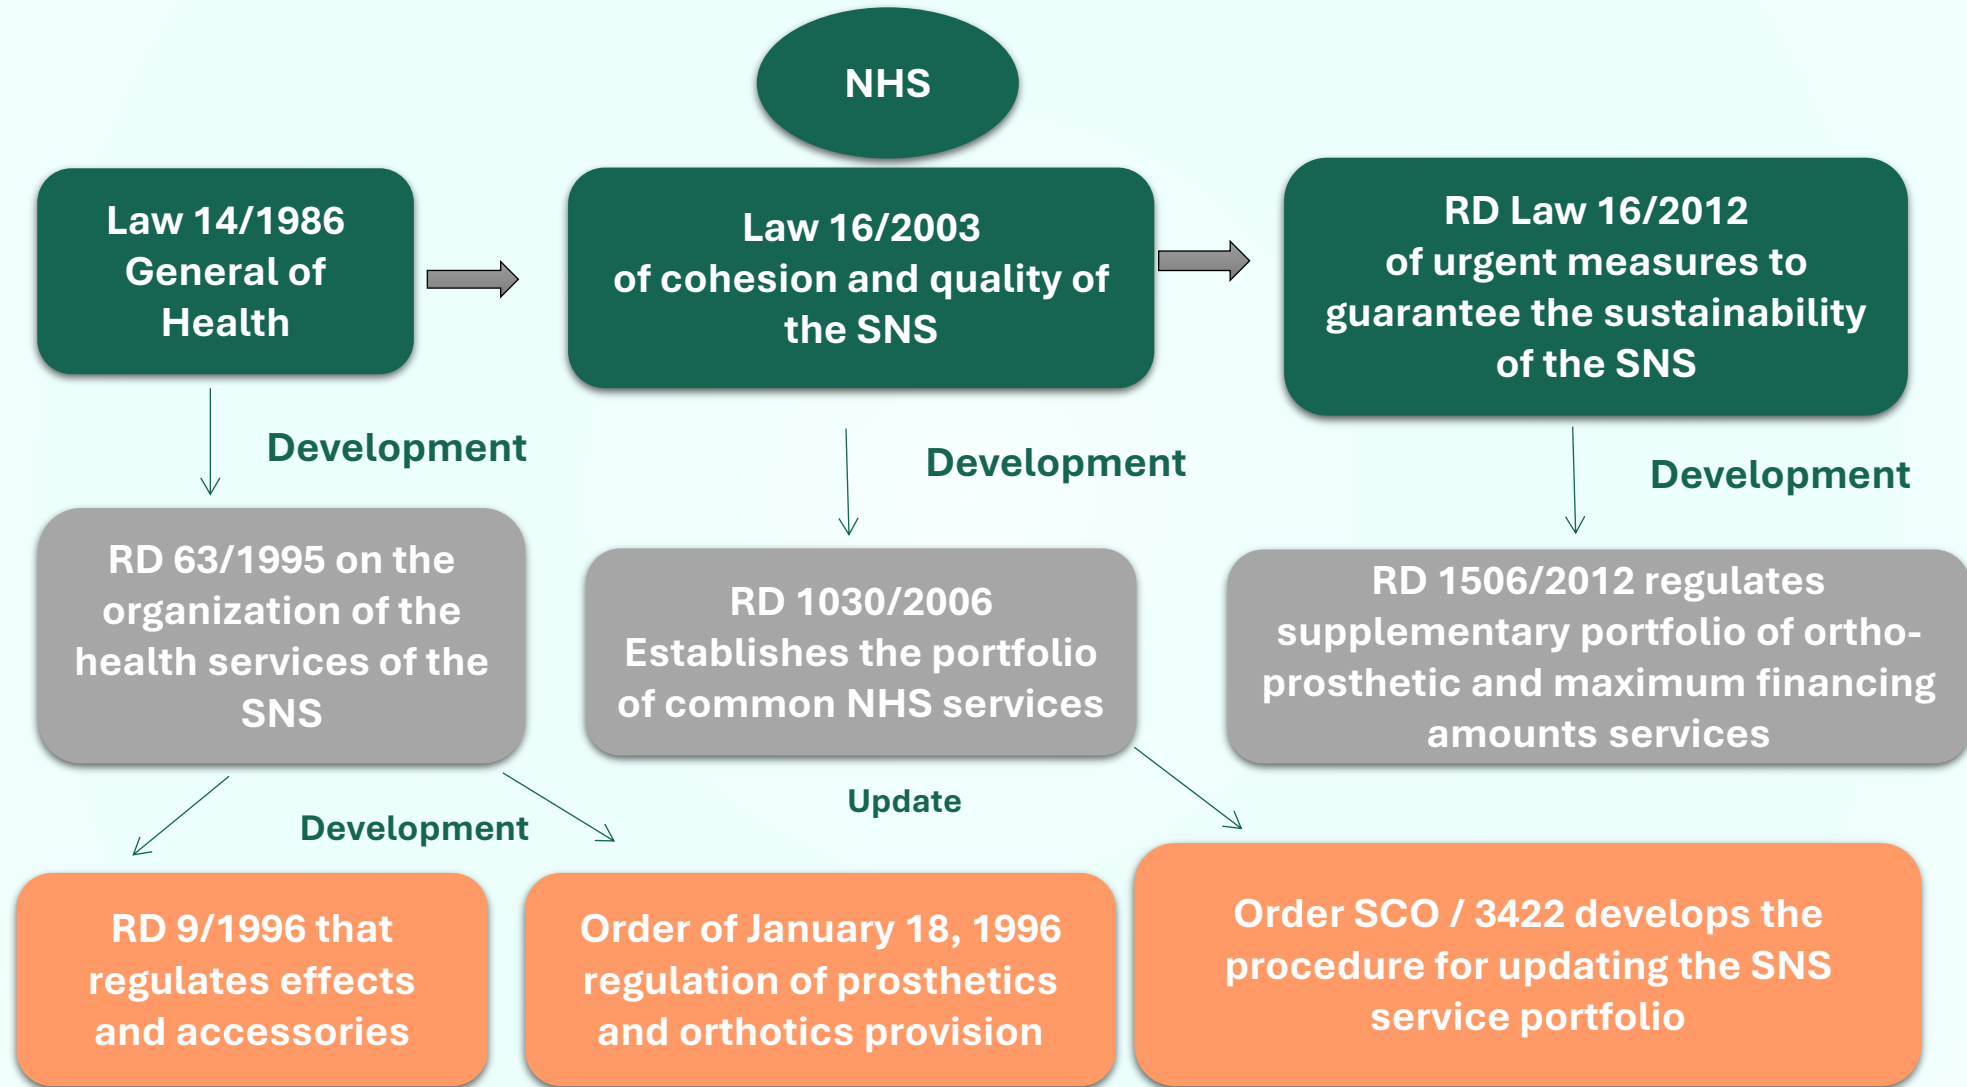 NHS
Law 14/1986
General of
Health
Law 16/2003
of cohesion and quality of
the SNS
RD Law 16/2012
of urgent measures to
guarantee the sustainability
of the SNS
Development
Development
Development
RD 63/1995 on the
organization of the
health services of the
SNS
RD 1030/2006
Establishes the portfolio
of common NHS services
RD 1506/2012 regulates
supplementary portfolio of ortho-
prosthetic and maximum financing
amounts services
Development
Update
RD 9/1996 that
regulates effects
and accessories
Order of January 18, 1996
regulation of prosthetics
and orthotics provision
Order SCO / 3422 develops the
procedure for updating the SNS
service portfolio